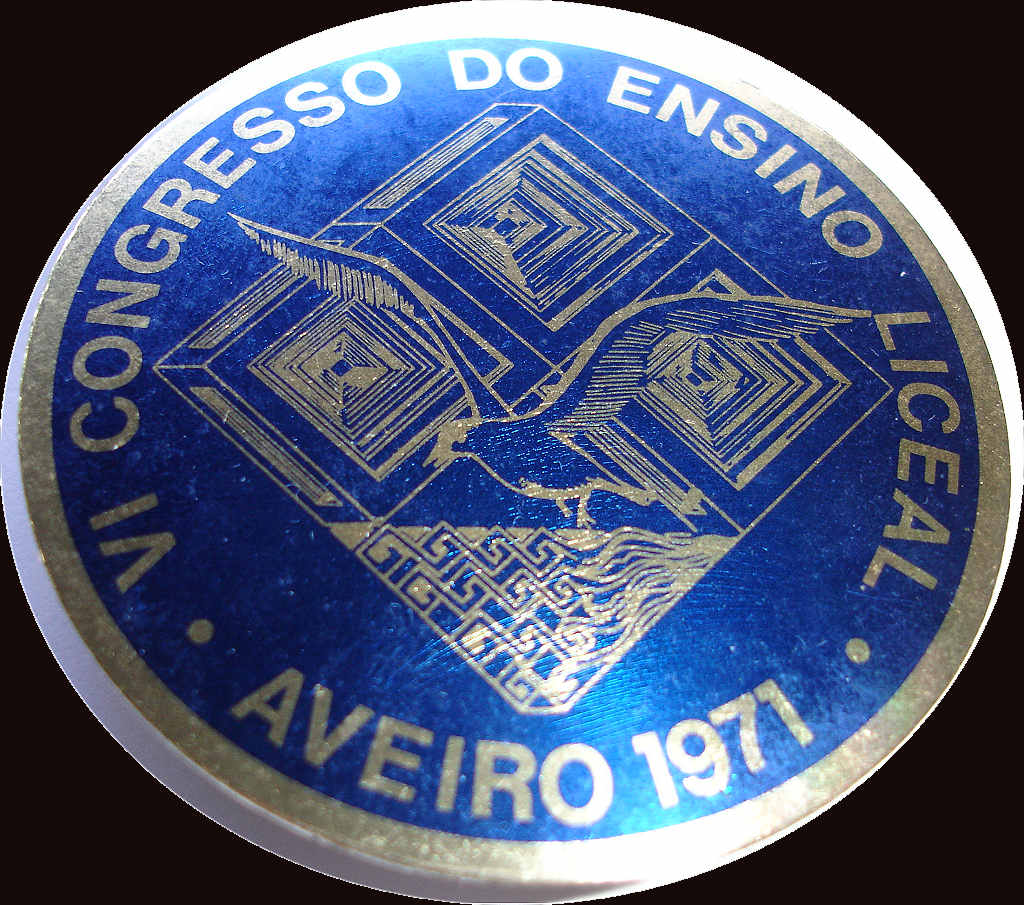 VI CONGRESSO DO ENSINO LICEAL
AVEIRO 1971